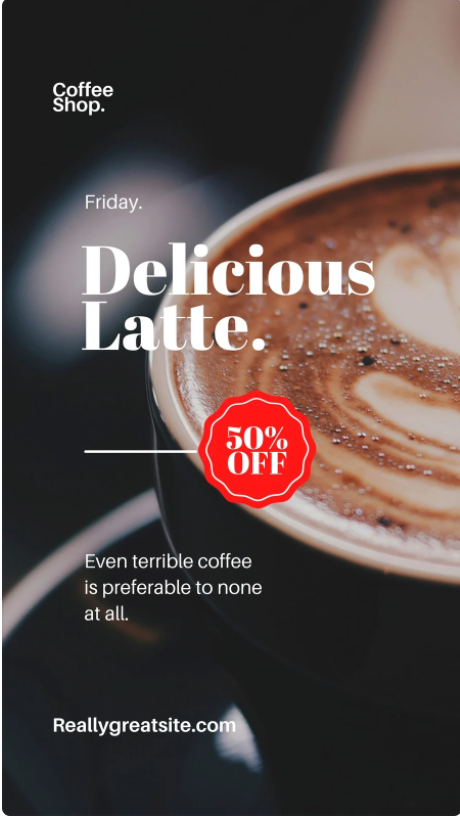 Coffee
Shop.
Friday.
Delicious
Latte.
50%
OFF
Even terrible coffee
is preferable to none
at all.
Reallygreatsite.com